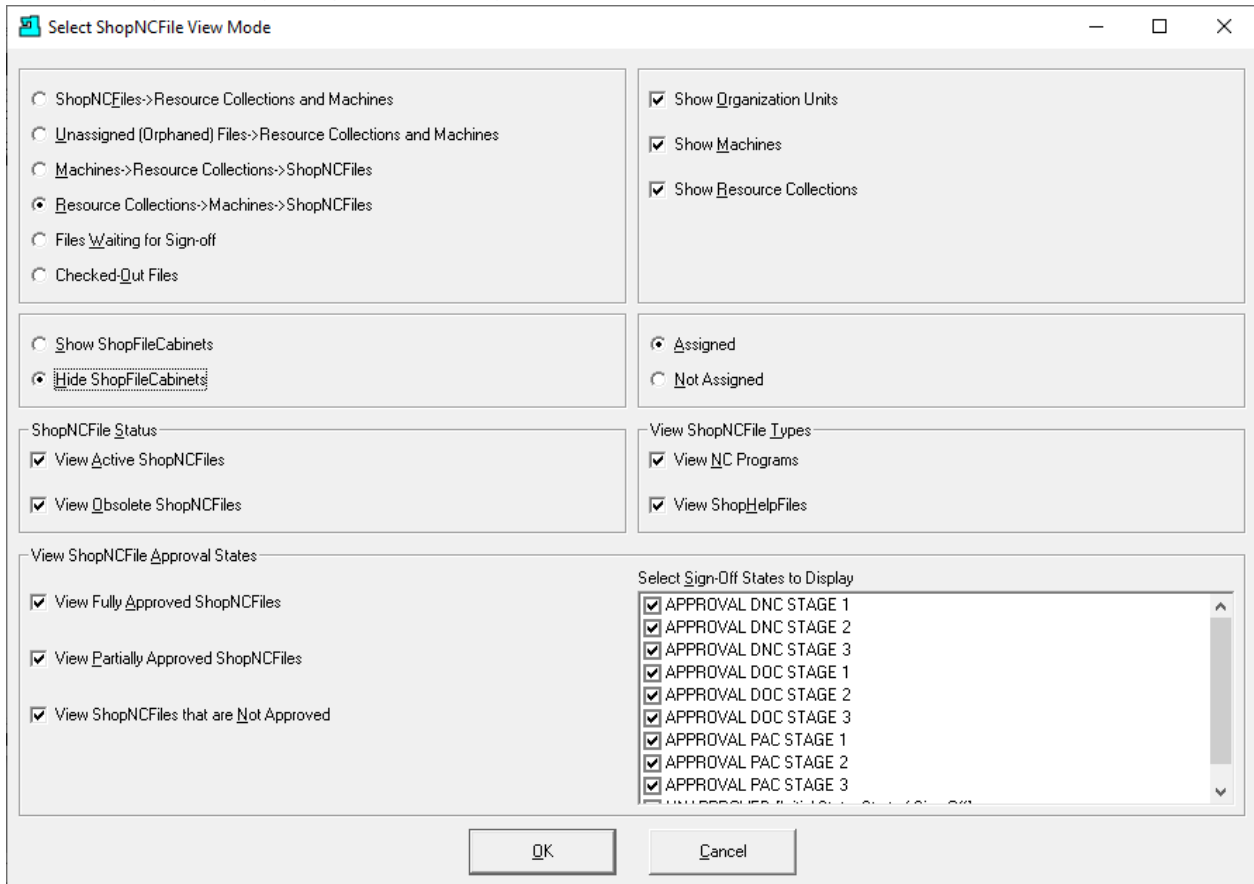 Select ShopNCFile View Mode
ShopNCFiles->Resource Collections and Machines
Unassigned (Orphaned) Files->Resource Collections and Machines
Machines->Resource Collections->ShopNCFiles
Resource Collections->Machines->ShopNCFiles
Files Waiting for Sign-off
Checked-Out Files
Show Organization Units
Show Machines
Show Resource Collections
Show ShopFileCabinets
Hide ShopFileCabinets
Assigned
Not Assigned
ShopNCFile Status
View Active ShopNCFiles
View Obsolete ShopNCFiles
View ShopNCFile Types
View NC Programs
View ShopHelpFiles
View ShopNCFile Approval States
View Fully Approved ShopNCFiles
View Partially Approved ShopNCFiles
View ShopNCFiles that are Not Approved
Select Sign-Off States to Display
APPROVAL DNC STAGE 1
APPROVAL DNC STAGE 2
APPROVAL DNC STAGE 3
APPROVAL DOC STAGE 1
APPROVAL DOC STAGE 2
APPROVAL DOC STAGE 3
APPROVAL PAC STAGE 1
APPROVAL PAC STAGE 2
APPROVAL PAC STAGE 3
OK
Cancel